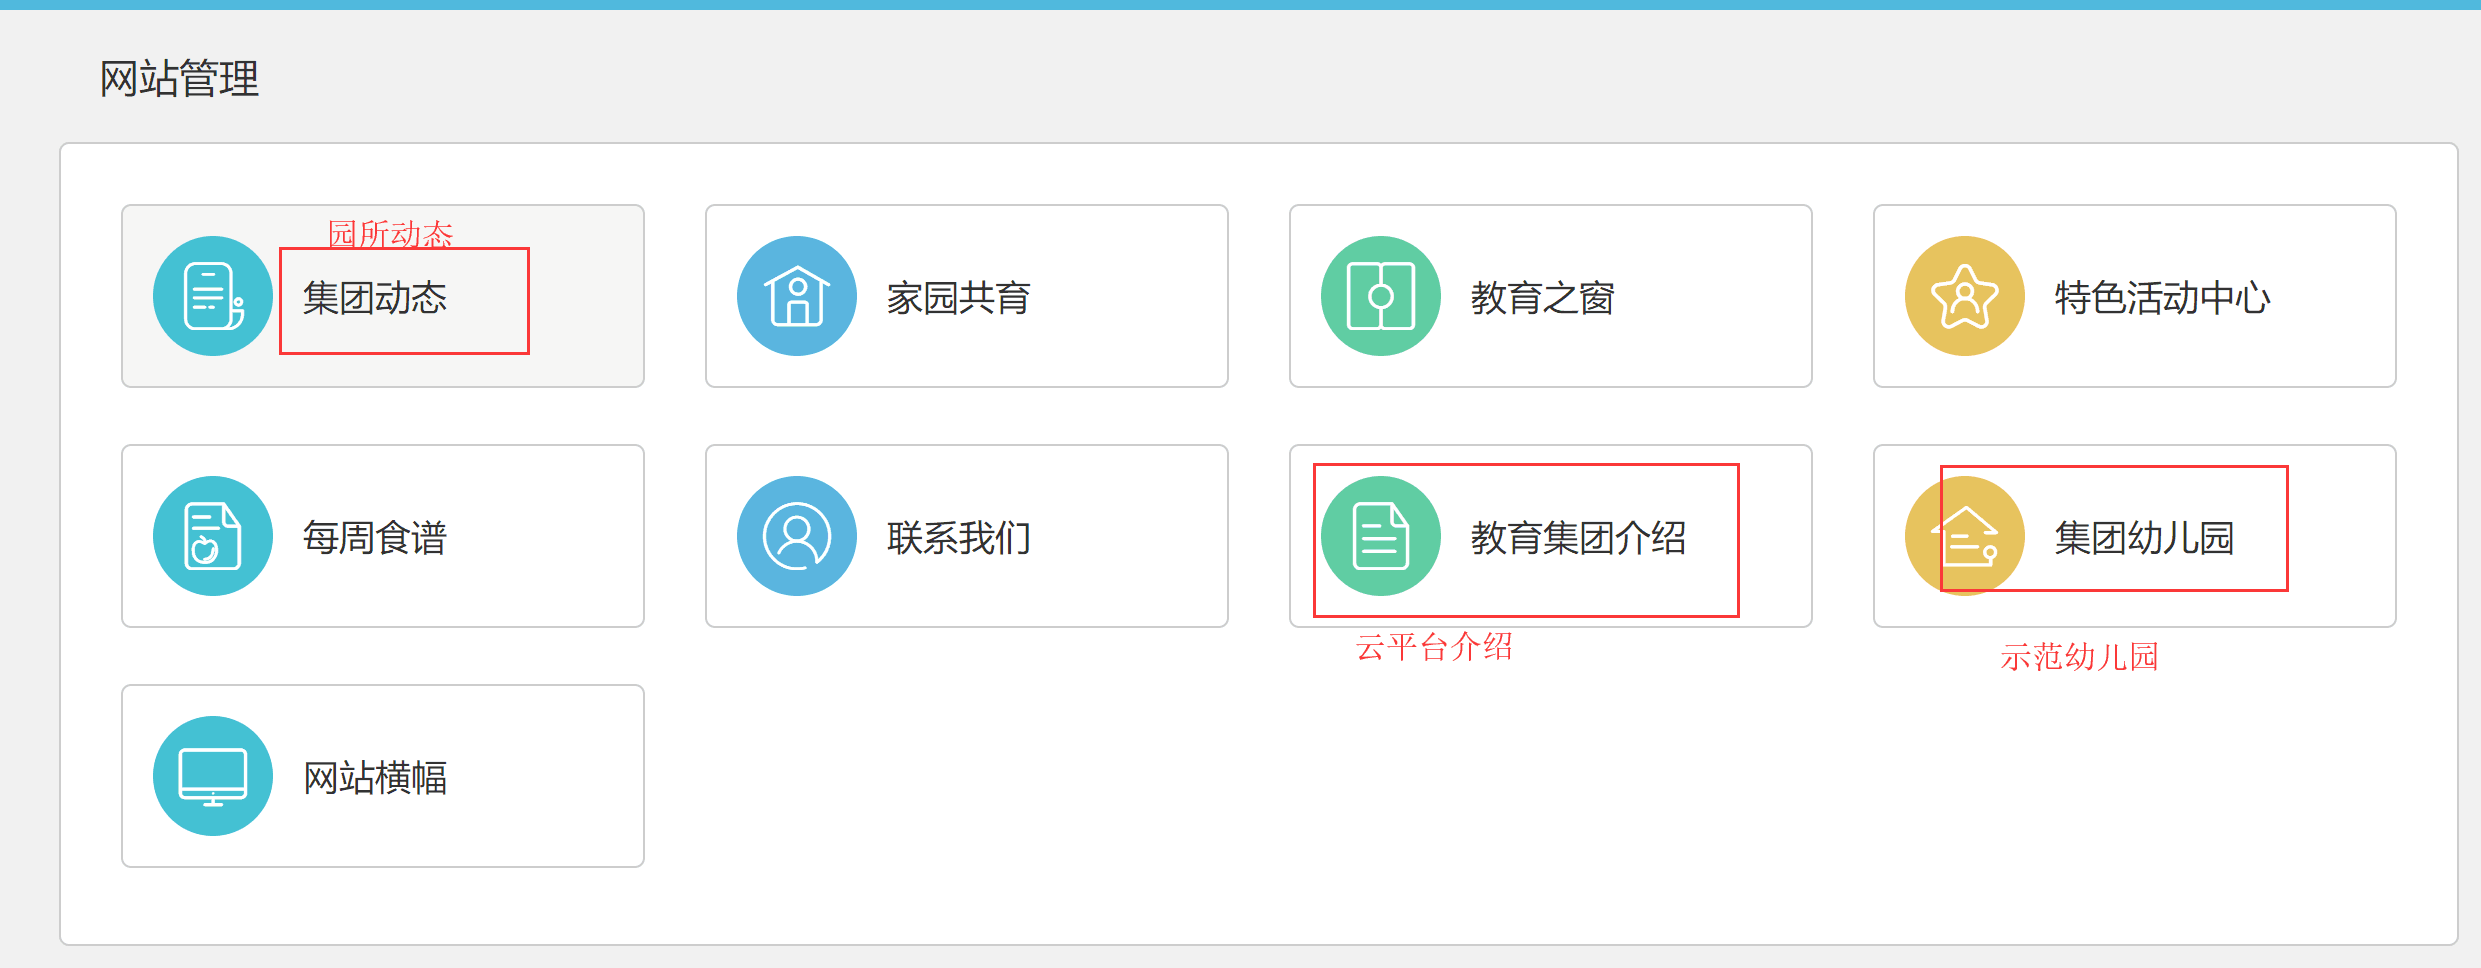 网站管理
园所动态
集团动态
家园共育
教育之窗
特色活动中心
每周食谱
联系我们
教育集团介绍
集团幼儿园
云平台介绍
示范幼儿园
网站横幅